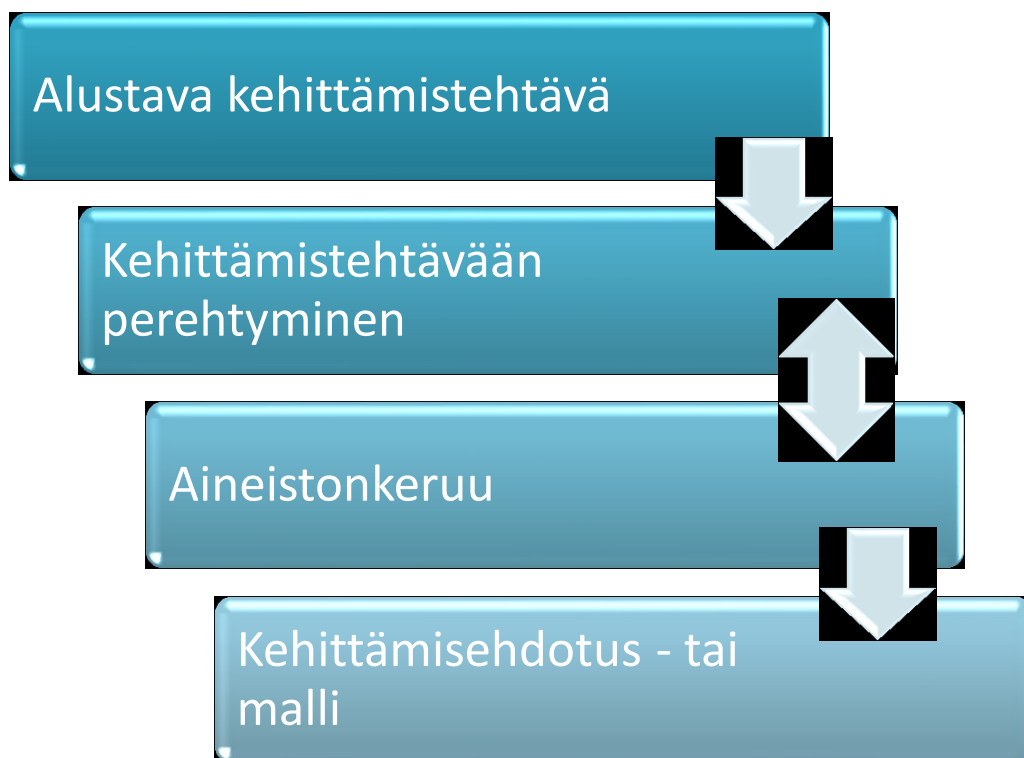 Alustava kehittämistehtävä
Kehittämistehtävään
perehtyminen
Aineistonkeruu
Kehittämisehdotus - tai
malli